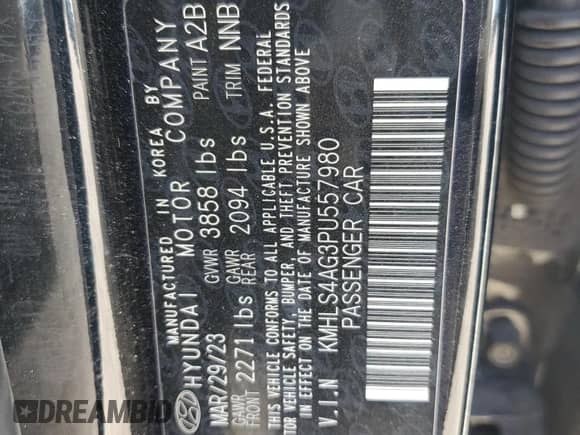 MANUFACTURED IN KOREA BY
HYUNDAI MOTOR COMPANY
MAR/29/23 GVWR 3858 lbs PAINT A2B
GAWR FRONT 2271 lbs GAWR REAR 2094 lbs TRIM NNB
THIS VEHICLE CONFORMS TO ALL APPLICABLE U.S.A. FEDERAL
MOTOR VEHICLE SAFETY, BUMPER, AND THEFT PREVENTION STANDARDS
IN EFFECT ON THE DATE OF MANUFACTURE SHOWN ABOVE
V.I.N KMHLS4AG3PU557980
PASSENGER CAR
DREAMBID